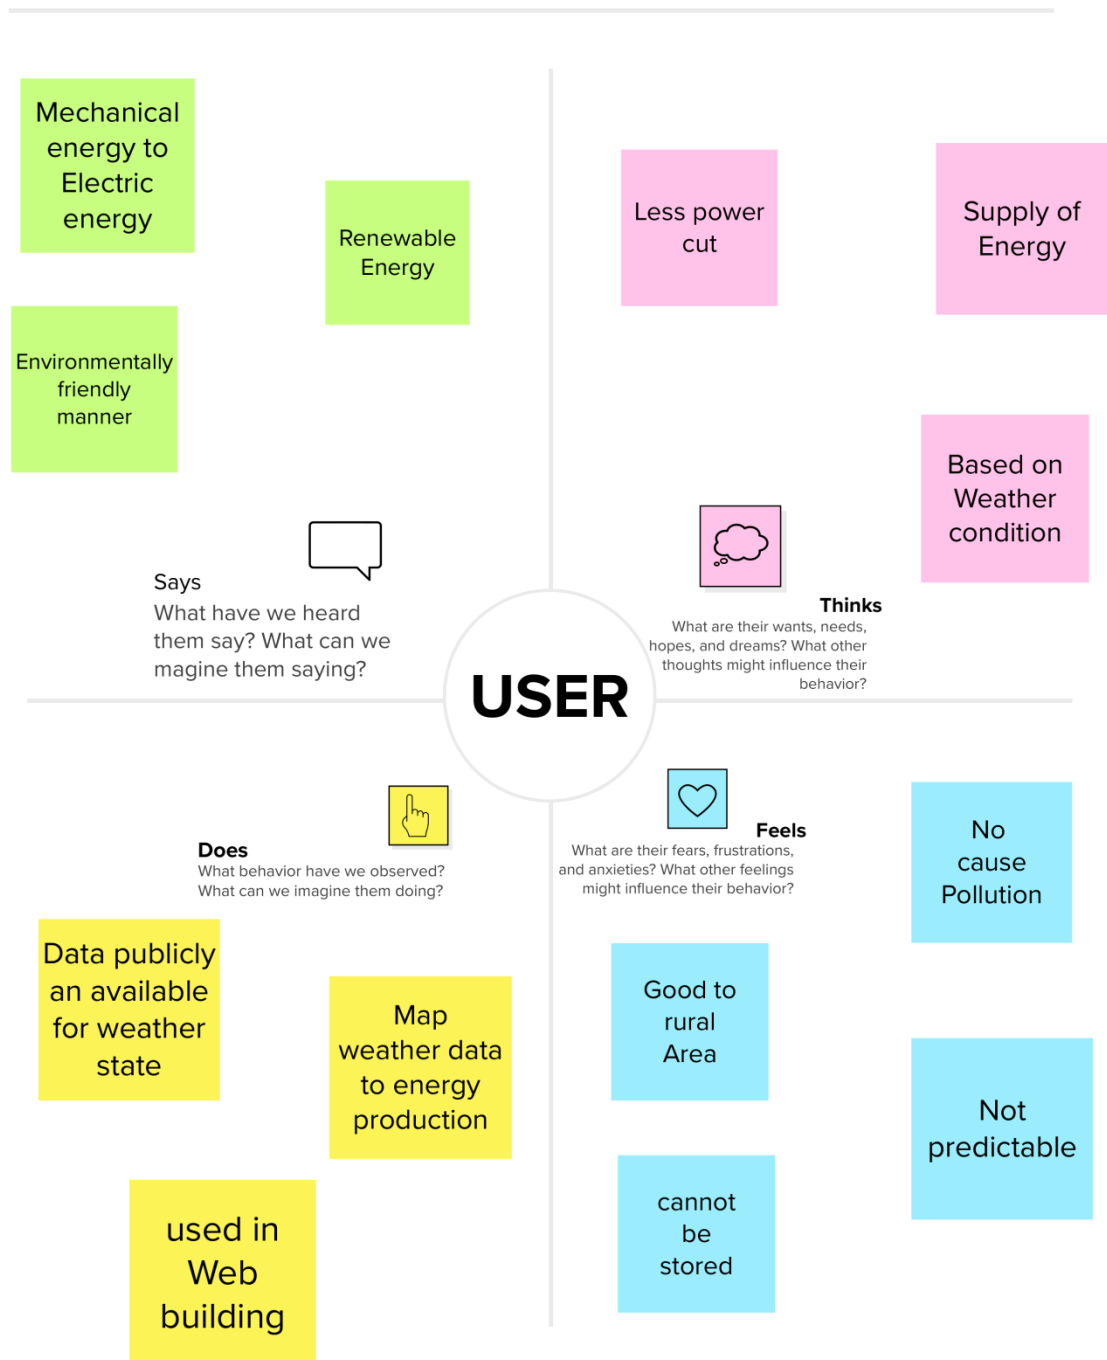 Mechanical
energy to
Electric
energy
Renewable
Energy
Environmentally
friendly
manner
Says
What have we heard
them say? What can we
magine them saying?
Less power
cut
Supply of
Energy
Based on
Weather
condition
Thinks
What are their wants, needs,
hopes, and dreams? What other
thoughts might influence their
behavior?
USER
Does
What behavior have we observed?
What can we imagine them doing?
Data publicly
an available
for weather
state
Map
weather data
to energy
production
used in
Web
building
Feels
What are their fears, frustrations,
and anxieties? What other feelings
might influence their behavior?
No
cause
Pollution
Good to
rural
Area
Not
predictable
cannot
be
stored